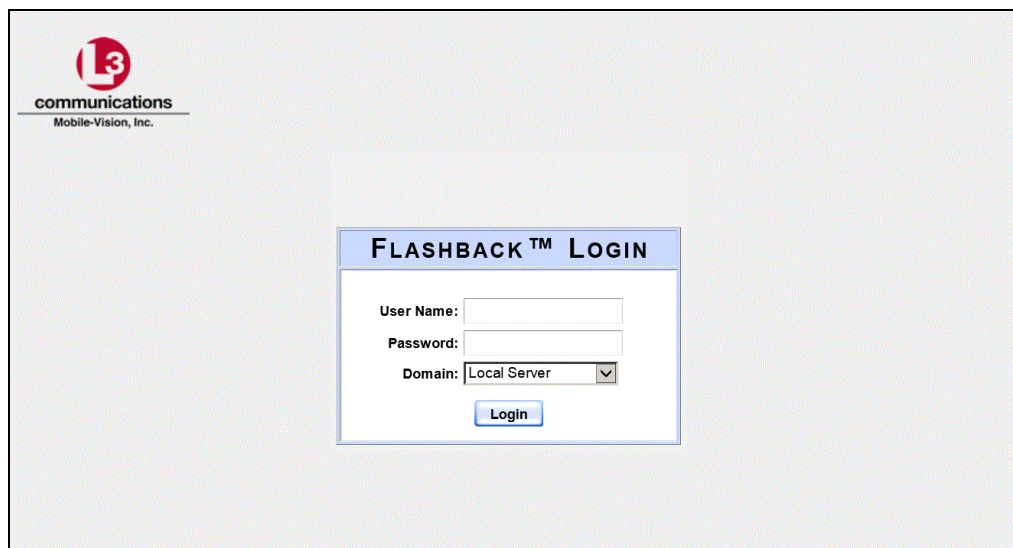 L3
communications
Mobile-Vision, Inc.
FLASHBACK™ LOGIN
User Name:
Password:
Domain: Local Server
Login